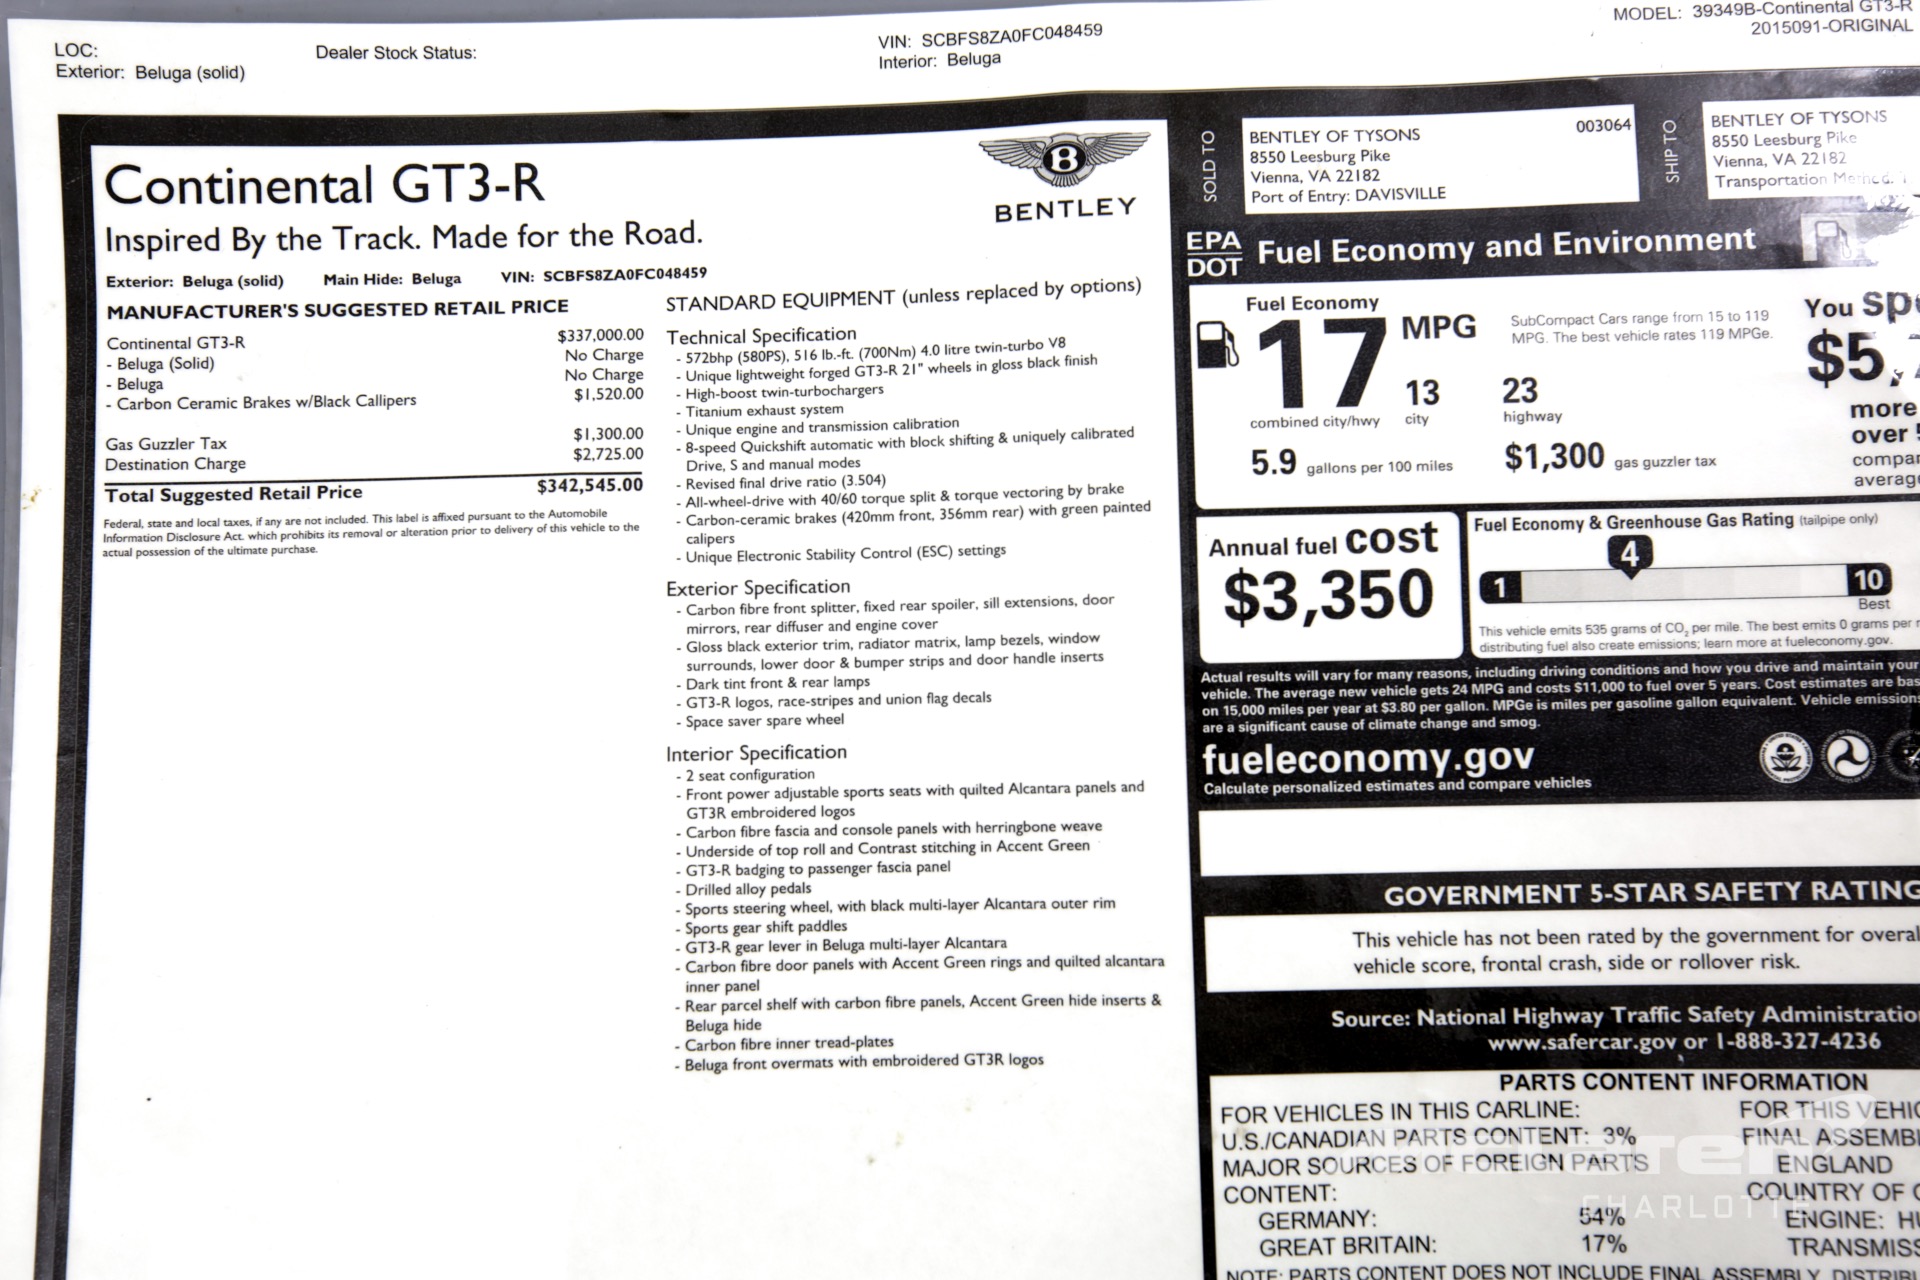 LOC:
Exterior: Beluga (solid)
Dealer Stock Status:
VIN: SCBFS8ZA0FC048459
Interior: Beluga
MODEL: 39349B-Continental GT3-R
2015091-ORIGINAL
Continental GT3-R
Inspired By the Track. Made for the Road.
B
BENTLEY
Exterior: Beluga (solid) Main Hide: Beluga VIN: SCBFS8ZA0FC048459
MANUFACTURER'S SUGGESTED RETAIL PRICE
Continental GT3-R $337,000.00
- Beluga (Solid) No Charge
- Beluga No Charge
- Carbon Ceramic Brakes w/Black Callipers $1,520.00
Gas Guzzler Tax $1,300.00
Destination Charge $2,725.00
Total Suggested Retail Price $342,545.00
Federal, state and local taxes, if any are not included. This label is affixed pursuant to the Automobile
Information Disclosure Act. which prohibits its removal or alteration prior to delivery of this vehicle to the
actual possession of the ultimate purchase.
STANDARD EQUIPMENT (unless replaced by options)
Technical Specification
- 572bhp (580PS), 516 lb.-ft. (700Nm) 4.0 litre twin-turbo V8
- Unique lightweight forged GT3-R 21" wheels in gloss black finish
- High-boost twin-turbochargers
- Titanium exhaust system
- Unique engine and transmission calibration
- 8-speed Quickshift automatic with block shifting & uniquely calibrated
Drive, S and manual modes
- Revised final drive ratio (3.504)
- All-wheel-drive with 40/60 torque split & torque vectoring by brake
- Carbon-ceramic brakes (420mm front, 356mm rear) with green painted
calipers
- Unique Electronic Stability Control (ESC) settings
Exterior Specification
- Carbon fibre front splitter, fixed rear spoiler, sill extensions, door
mirrors, rear diffuser and engine cover
- Gloss black exterior trim, radiator matrix, lamp bezels, window
surrounds, lower door & bumper strips and door handle inserts
- Dark tint front & rear lamps
- GT3-R logos, race-stripes and union flag decals
- Space saver spare wheel
Interior Specification
- 2 seat configuration
- Front power adjustable sports seats with quilted Alcantara panels and
GT3R embroidered logos
- Carbon fibre fascia and console panels with herringbone weave
- Underside of top roll and Contrast stitching in Accent Green
- GT3-R badging to passenger fascia panel
- Drilled alloy pedals
- Sports steering wheel, with black multi-layer Alcantara outer rim
- Sports gear shift paddles
- GT3-R gear lever in Beluga multi-layer Alcantara
- Carbon fibre door panels with Accent Green rings and quilted alcantara
inner panel
- Rear parcel shelf with carbon fibre panels, Accent Green hide inserts &
Beluga hide
- Carbon fibre inner tread-plates
- Beluga front overmats with embroidered GT3R logos
SOLD TO
BENTLEY OF TYSONS 003064
8550 Leesburg Pike
Vienna, VA 22182
Port of Entry: DAVISVILLE
SHIP TO
BENTLEY OF TYSONS
8550 Leesburg Pike
Vienna, VA 22182
Transportation
EPA
DOT
Fuel Economy and Environment
Fuel Economy
17 MPG
combined city/hwy
13
city
23
highway
5.9 gallons per 100 miles
$1,300 gas guzzler tax
SubCompact Cars range from 15 to 119
MPG. The best vehicle rates 119 MPGe.
You
$5,
more
over
Annual fuel cost
$3,350
Fuel Economy & Greenhouse Gas Rating (tailpipe only)
4
1
10
Best
This vehicle emits 535 grams of CO2 per mile. The best emits 0 grams per
distributing fuel also create emissions; learn more at fueleconomy.gov.
Actual results will vary for many reasons, including driving conditions and how you drive and maintain your
vehicle. The average new vehicle gets 24 MPG and costs $11,000 to fuel over 5 years. Cost estimates are
on 15,000 miles per year at $3.80 per gallon. MPGe is miles per gasoline gallon equivalent. Vehicle emissions
are a significant cause of climate change and smog.
fueleconomy.gov
Calculate personalized estimates and compare vehicles
GOVERNMENT 5-STAR SAFETY RATING
This vehicle has not been rated by the government for overal
vehicle score, frontal crash, side or rollover risk.
Source: National Highway Traffic Safety Administratio
www.safercar.gov or 1-888-327-4236
PARTS CONTENT INFORMATION
FOR VEHICLES IN THIS CARLINE:
U.S./CANADIAN PARTS CONTENT: 3%
MAJOR SOURCES OF FOREIGN PARTS
CONTENT:
GERMANY: 54%
GREAT BRITAIN: 17%
FOR THIS
FINAL
ENGLAND
COUNTRY OF
ENGINE:
NOTE: PARTS CONTENT DOES NOT INCLUDE FINAL ASSEMBLY,
CHARLOTTE